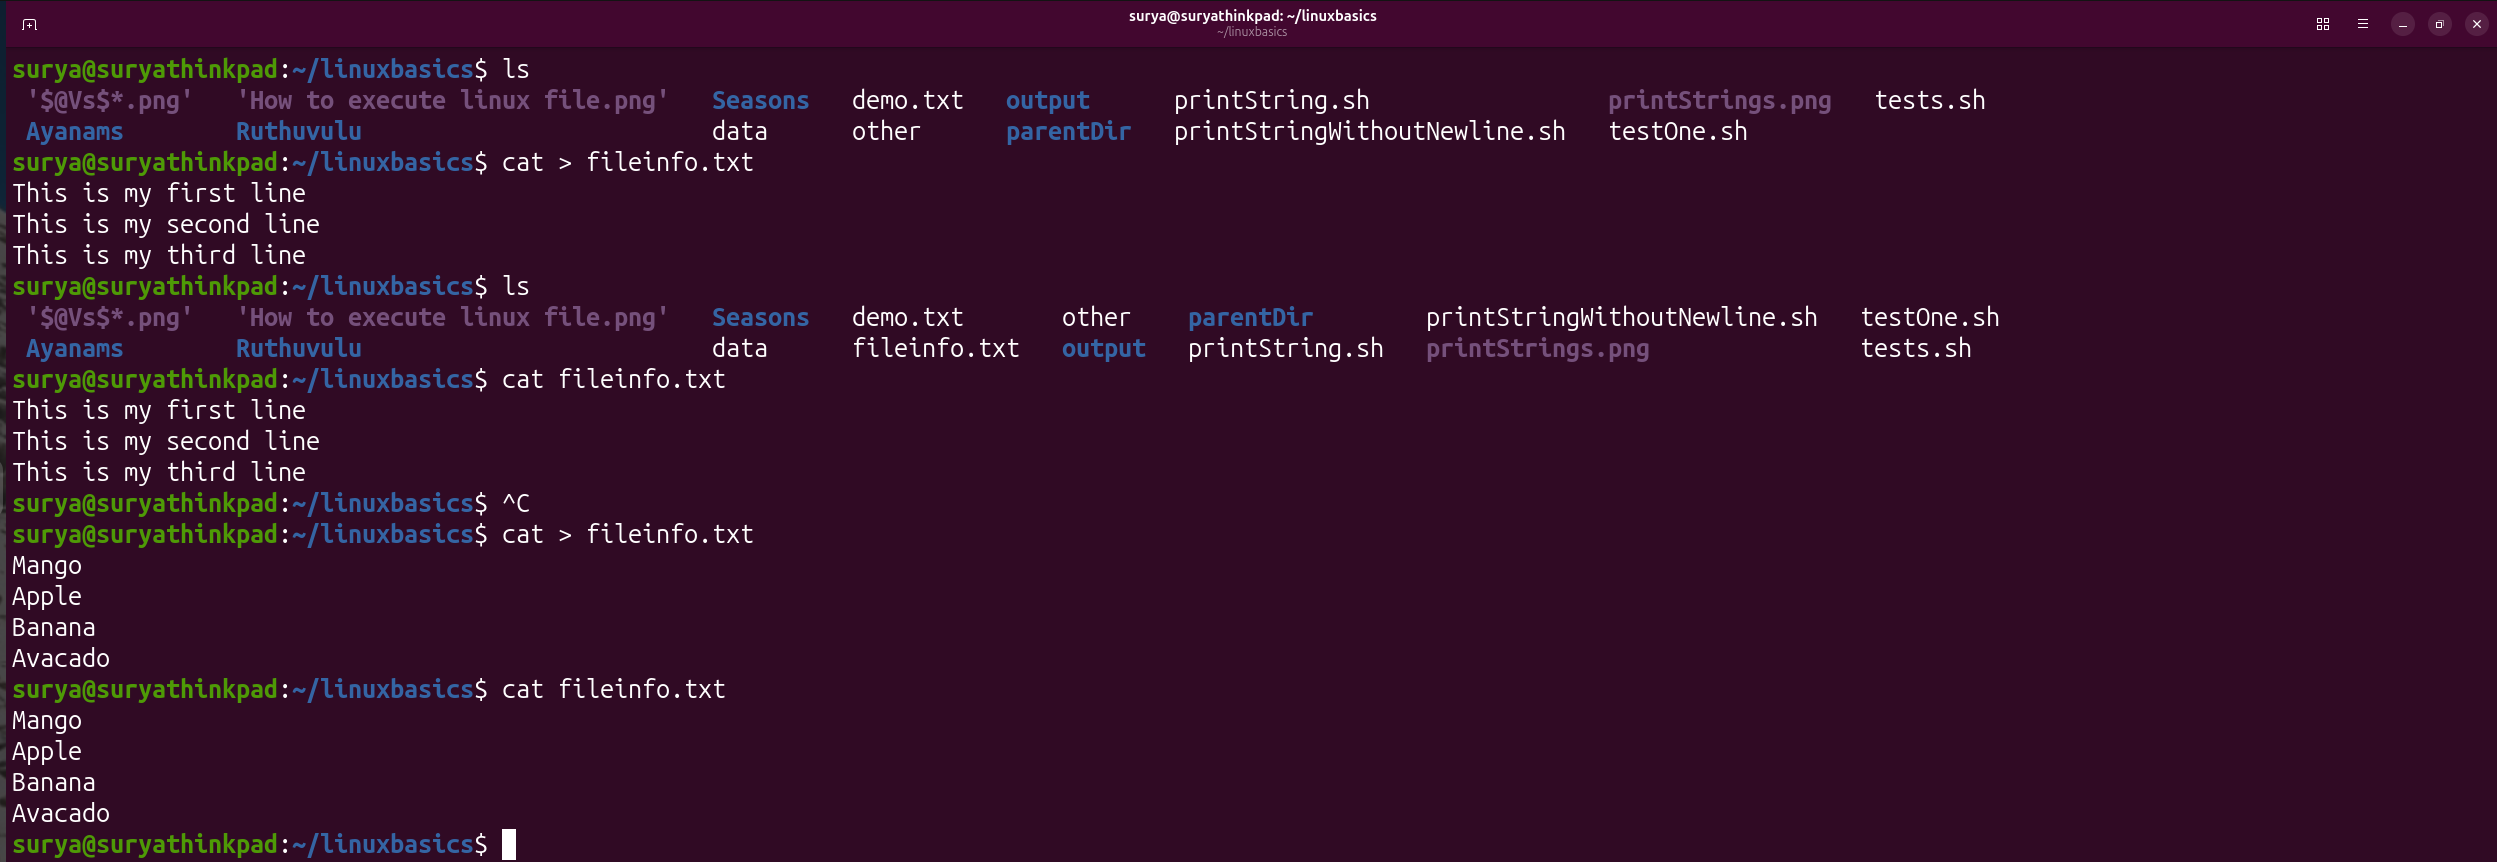 surya@suryathinkpad: ~/linuxbasics
~/linuxbasics
surya@suryathinkpad:~/linuxbasics$ ls
'$@Vs$*.png' 'How to execute linux file.png' Seasons demo.txt output printString.sh printStrings.png tests.sh
Ayanams Ruthuvulu data other parentDir printStringWithoutNewline.sh testOne.sh
surya@suryathinkpad:~/linuxbasics$ cat > fileinfo.txt
This is my first line
This is my second line
This is my third line
surya@suryathinkpad:~/linuxbasics$ ls
'$@Vs$*.png' 'How to execute linux file.png' Seasons demo.txt other parentDir printStringWithoutNewline.sh testOne.sh
Ayanams Ruthuvulu data fileinfo.txt output printString.sh printStrings.png tests.sh
surya@suryathinkpad:~/linuxbasics$ cat fileinfo.txt
This is my first line
This is my second line
This is my third line
surya@suryathinkpad:~/linuxbasics$ ^C
surya@suryathinkpad:~/linuxbasics$ cat > fileinfo.txt
Mango
Apple
Banana
Avacado
surya@suryathinkpad:~/linuxbasics$ cat fileinfo.txt
Mango
Apple
Banana
Avacado
surya@suryathinkpad:~/linuxbasics$